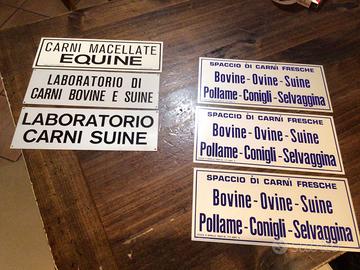 CARNI MACELLATE
EQUINE
LABORATORIO DI
CARNI BOVINE E SUINE
LABORATORIO
CARNI SUINE
SPACCIO DI CARNI FRESCHE
Bovine - Ovine - Suine
Pollame - Conigli - Selvaggina
SPACCIO DI CARNI FRESCHE
Bovine - Ovine - Suine
Pollame - Conigli - Selvaggina
SPACCIO DI CARNI FRESCHE
Bovine - Ovine - Suine
Pollame - Conigli - Selvaggina